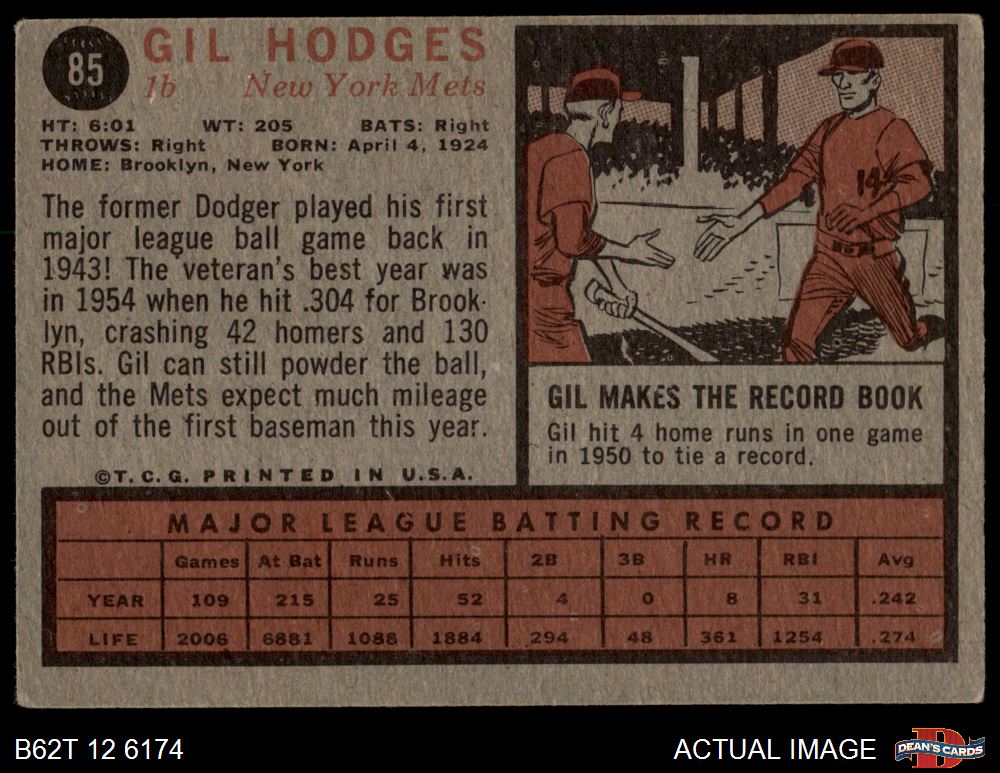 85
GIL HODGES
1b New York Mets
HT: 6:01 WT: 205 BATS: Right
THROWS: Right BORN: April 4, 1924
HOME: Brooklyn, New York
The former Dodger played his first
major league ball game back in
1943! The veteran's best year was
in 1954 when he hit .304 for Brook-
lyn, crashing 42 homers and 130
RBIs. Gil can still powder the ball,
and the Mets expect much mileage
out of the first baseman this year.
©T.C.G. PRINTED IN U.S.A.
14
GIL MAKES THE RECORD BOOK
Gil hit 4 home runs in one game
in 1950 to tie a record.
MAJOR LEAGUE BATTING RECORD
Games At Bat Runs Hits 2B 3B HR RBI Avg
YEAR 109 215 25 52 4 0 8 31 .242
LIFE 2006 6881 1088 1884 294 48 361 1254 .274
B62T 12 6174
ACTUAL IMAGE
D
DEAN'S CARDS